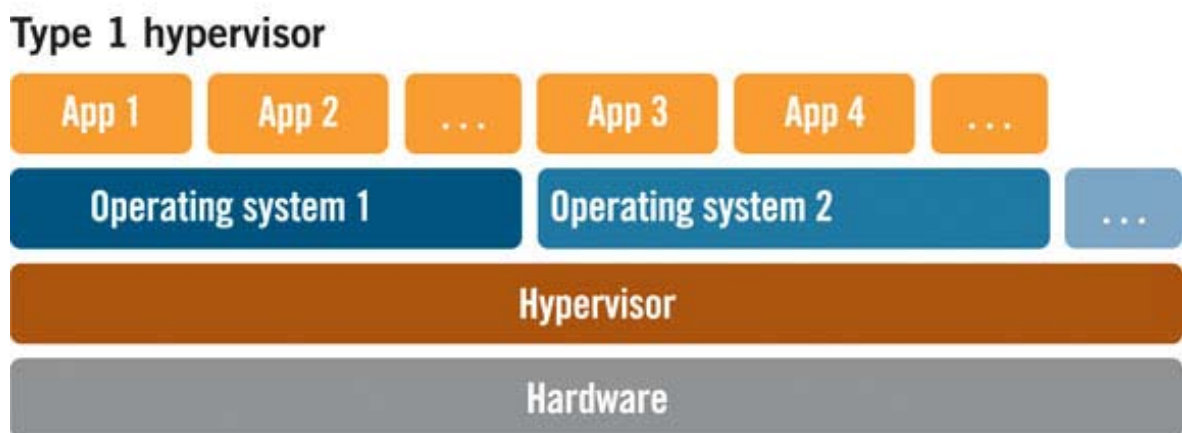 Type 1 hypervisor
App 1 App 2 ... App 3 App 4 ...
Operating system 1 Operating system 2 ...
Hypervisor
Hardware